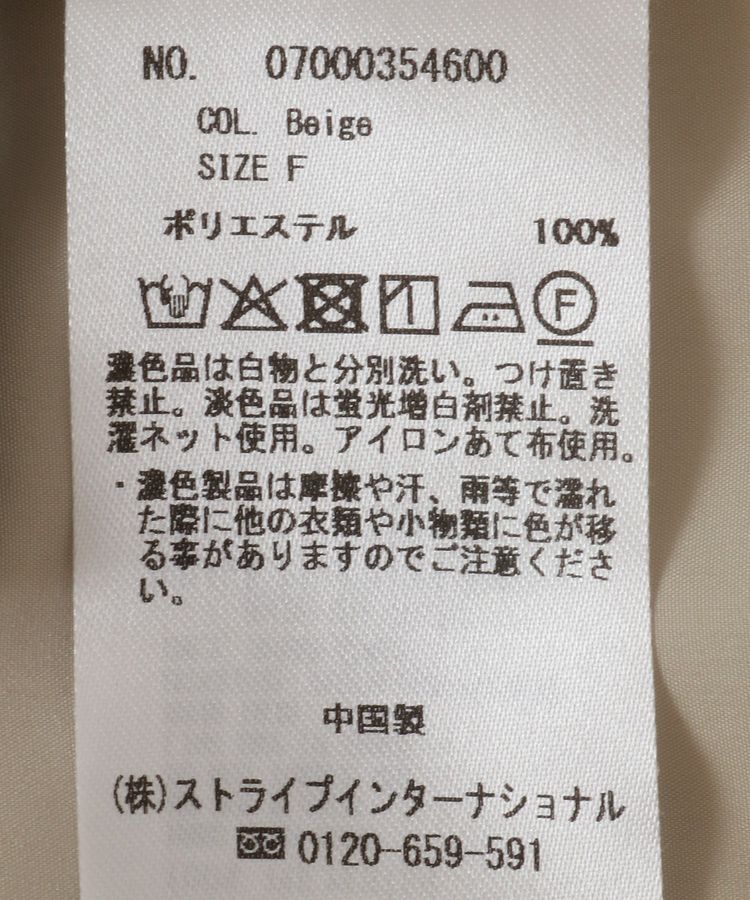 NO. 07000354600
COL. Beige
SIZE F
ポリエステル 100%
F
濃色品は白物と分別洗い。つけ置き
禁止。淡色品は蛍光増白剤禁止。洗
濯ネット使用。アイロンあて布使用。
・濃色製品は摩擦や汗、雨等で濡れ
た際に他の衣類や小物類に色が移
る事がありますのでご注意くださ
い。
中国製
(株)ストライプインターナショナル
0120-659-591